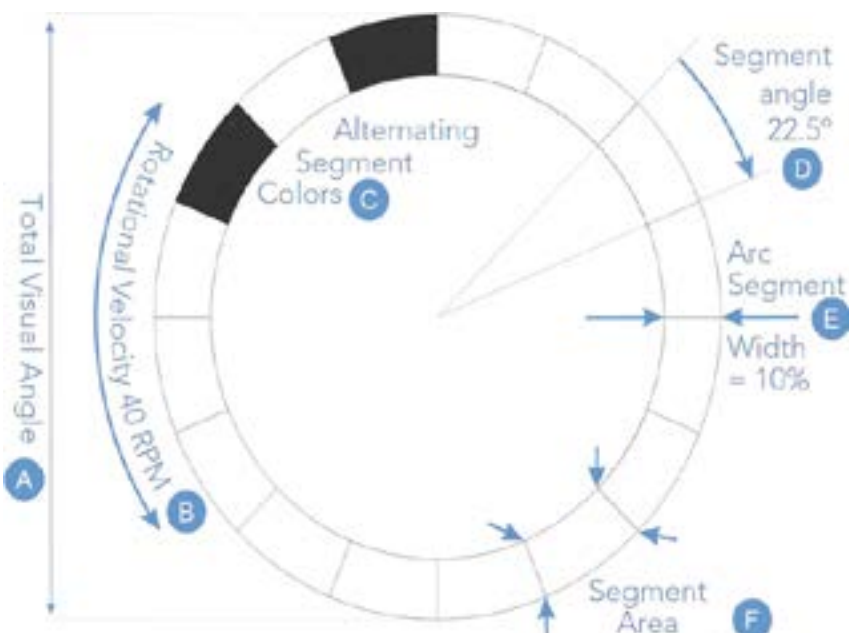 Total Visual Angle A
Rotational Velocity 40 RPM B
Alternating
Segment
Colors C
Segment
angle
22.5°
D
Arc
Segment
E
Width
= 10%
Segment
Area F